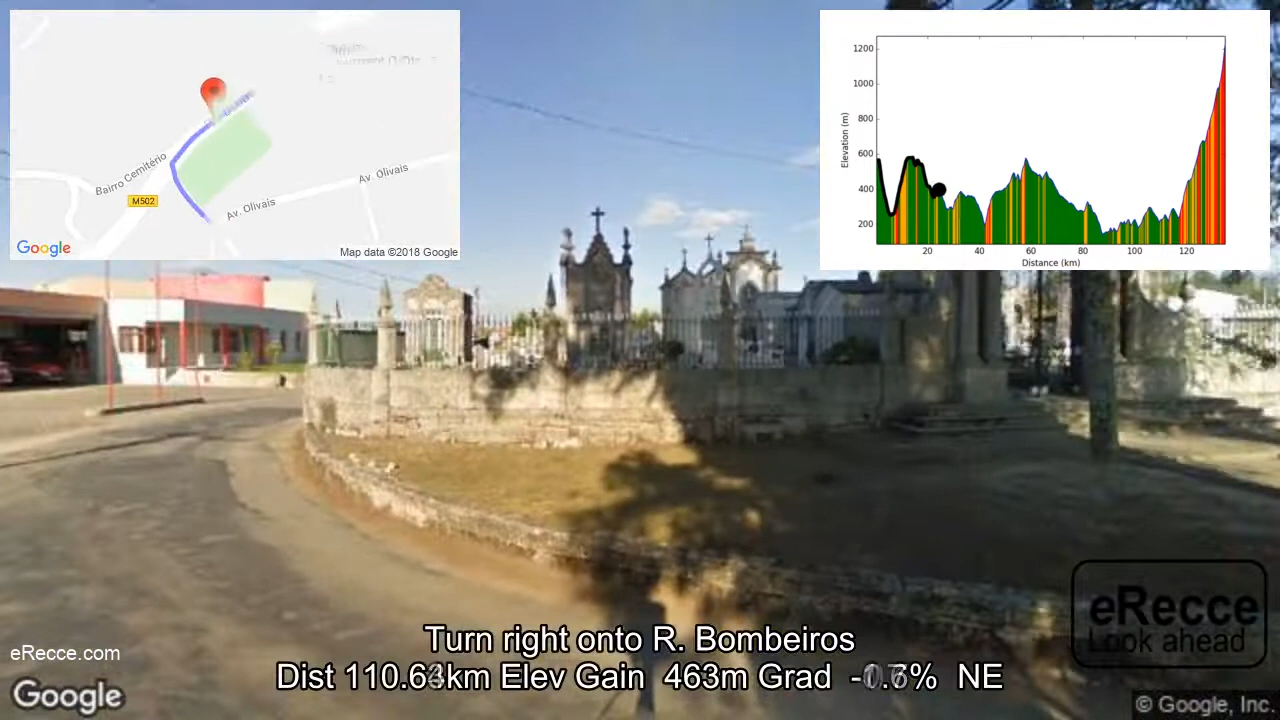 Bairro Cemitério
M502
Av. Olivais
Av. Olivais
Google
Map data ©2018 Google
Elevation (m)
1200
1000
800
600
400
200
20
40
60
80
100
120
Distance (km)
eRecce
Look ahead
Turn right onto R. Bombeiros
eRecce.com
Elev Gain 463m Grad
NE
Google
© Google, Inc.